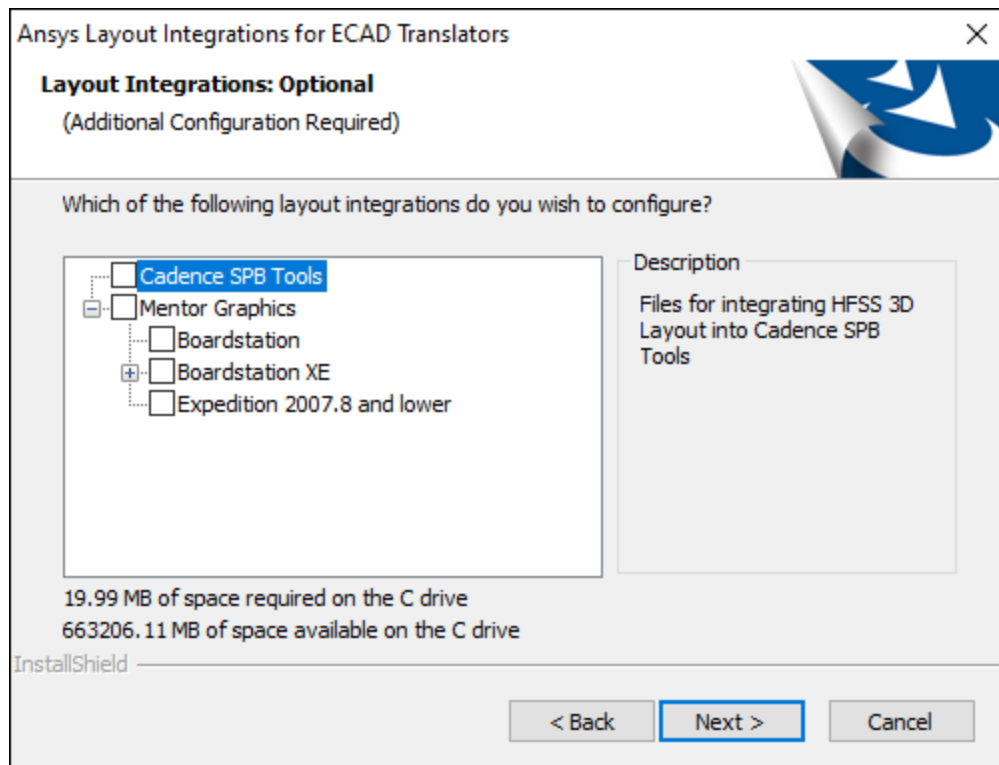 Ansys Layout Integrations for ECAD Translators
Layout Integrations: Optional
(Additional Configuration Required)
Which of the following layout integrations do you wish to configure?
Cadence SPB Tools
Mentor Graphics
Boardstation
Boardstation XE
Expedition 2007.8 and lower
Description
Files for integrating HFSS 3D
Layout into Cadence SPB
Tools
19.99 MB of space required on the C drive
663206.11 MB of space available on the C drive
InstallShield
< Back
Next >
Cancel